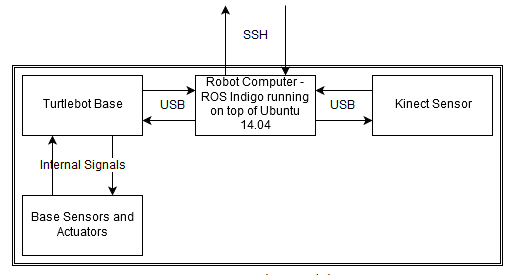 SSH
Turtlebot Base
USB
Robot Computer -
ROS Indigo running
on top of Ubuntu
14.04
USB
Kinect Sensor
Internal Signals
Base Sensors and
Actuators